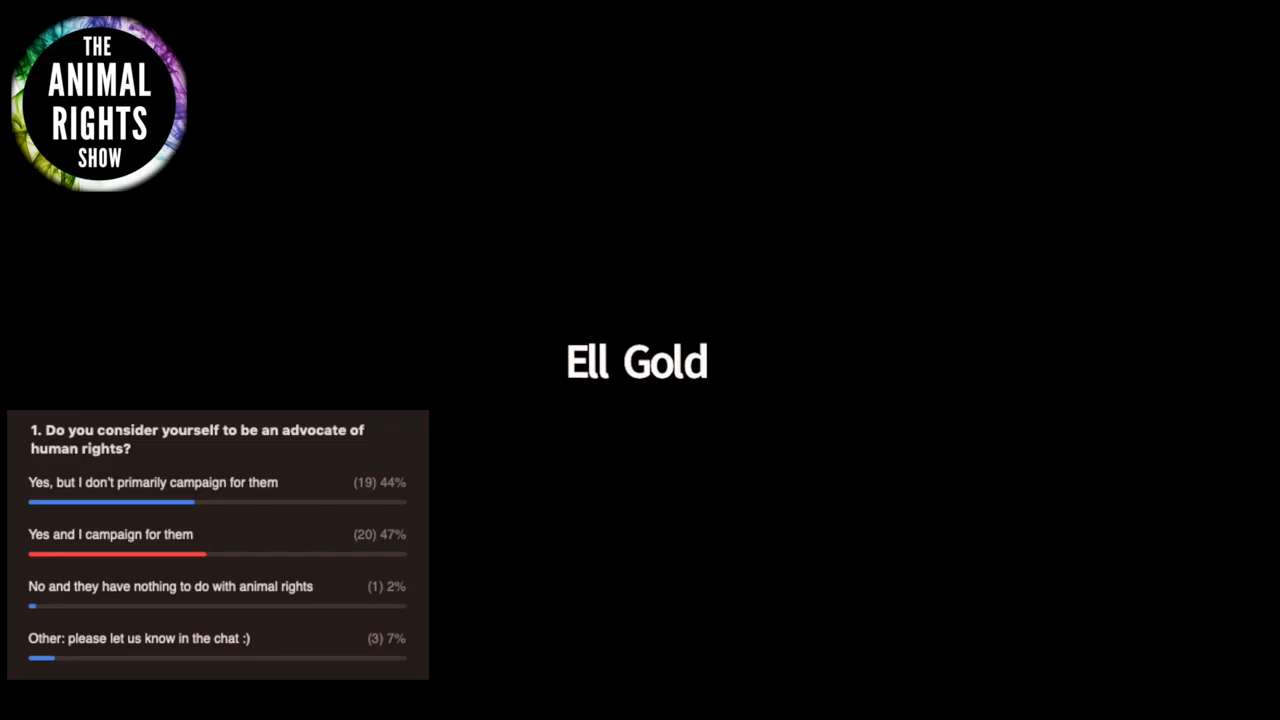 THE
ANIMAL
RIGHTS
SHOW
Ell Gold
1. Do you consider yourself to be an advocate of
human rights?
Yes, but I don't primarily campaign for them (19) 44%
Yes and I campaign for them (20) 47%
No and they have nothing to do with animal rights (1) 2%
Other: please let us know in the chat :) (3) 7%